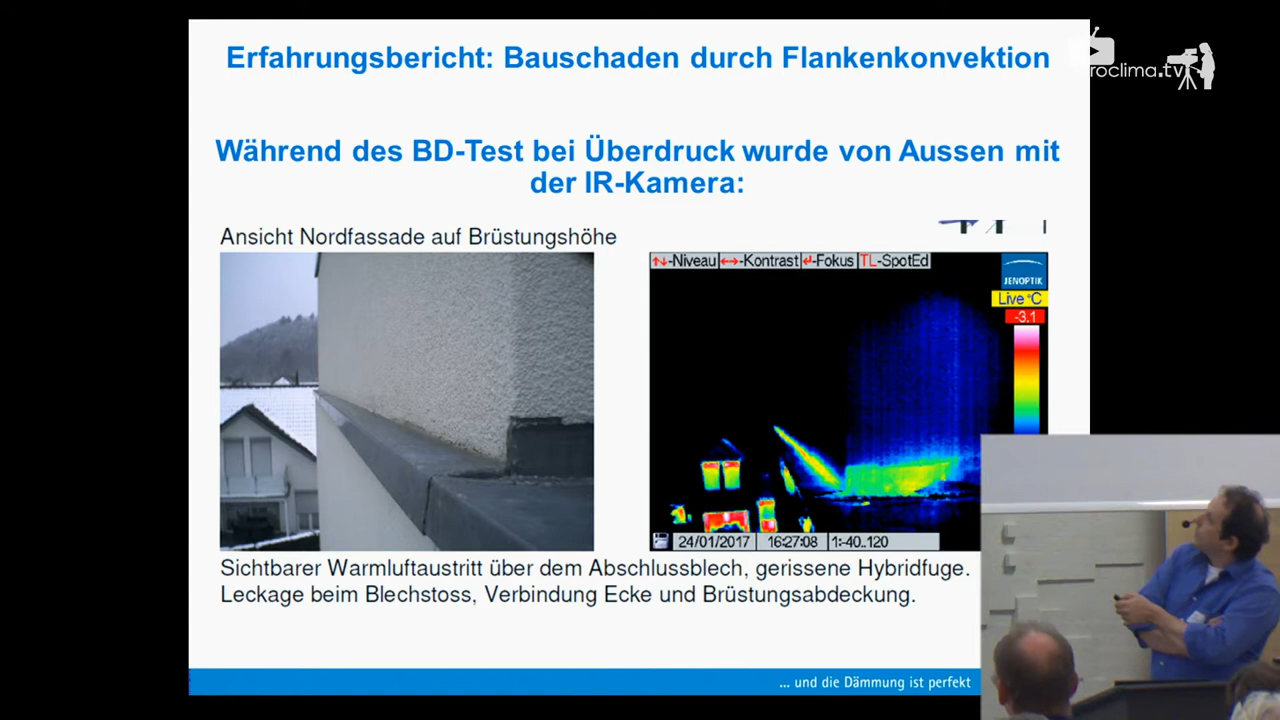 Erfahrungsbericht: Bauschaden durch Flankenkonvektion
roclima.tv
Während des BD-Test bei Überdruck wurde von Aussen mit
der IR-Kamera:
Ansicht Nordfassade auf Brüstungshöhe
-Niveau -Kontrast -Fokus TL-SpotEd
JENOPTIK
Live °C
-3.1
24/01/2017 16:27:08 1:-40..120
Sichtbarer Warmluftaustritt über dem Abschlussblech, gerissene Hybridfuge.
Leckage beim Blechstoss, Verbindung Ecke und Brüstungsabdeckung.
... und die Dämmung ist perfekt